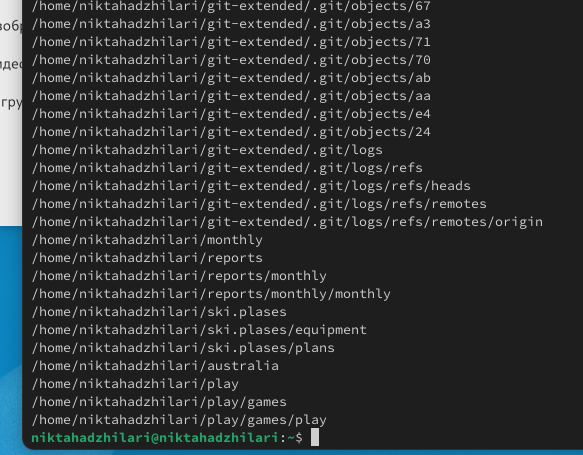 /home/niktahadzhilari/git-extended/.git/objects/67
/home/niktahadzhilari/git-extended/.git/objects/a3
/home/niktahadzhilari/git-extended/.git/objects/71
/home/niktahadzhilari/git-extended/.git/objects/70
/home/niktahadzhilari/git-extended/.git/objects/ab
/home/niktahadzhilari/git-extended/.git/objects/aa
/home/niktahadzhilari/git-extended/.git/objects/e4
/home/niktahadzhilari/git-extended/.git/objects/24
/home/niktahadzhilari/git-extended/.git/logs
/home/niktahadzhilari/git-extended/.git/logs/refs
/home/niktahadzhilari/git-extended/.git/logs/refs/heads
/home/niktahadzhilari/git-extended/.git/logs/refs/remotes
/home/niktahadzhilari/git-extended/.git/logs/refs/remotes/origin
/home/niktahadzhilari/monthly
/home/niktahadzhilari/reports
/home/niktahadzhilari/reports/monthly
/home/niktahadzhilari/reports/monthly/monthly
/home/niktahadzhilari/ski.plases
/home/niktahadzhilari/ski.plases/equipment
/home/niktahadzhilari/ski.plases/plans
/home/niktahadzhilari/australia
/home/niktahadzhilari/play
/home/niktahadzhilari/play/games
/home/niktahadzhilari/play/games/play
niktahadzhilari@niktahadzhilari:~$